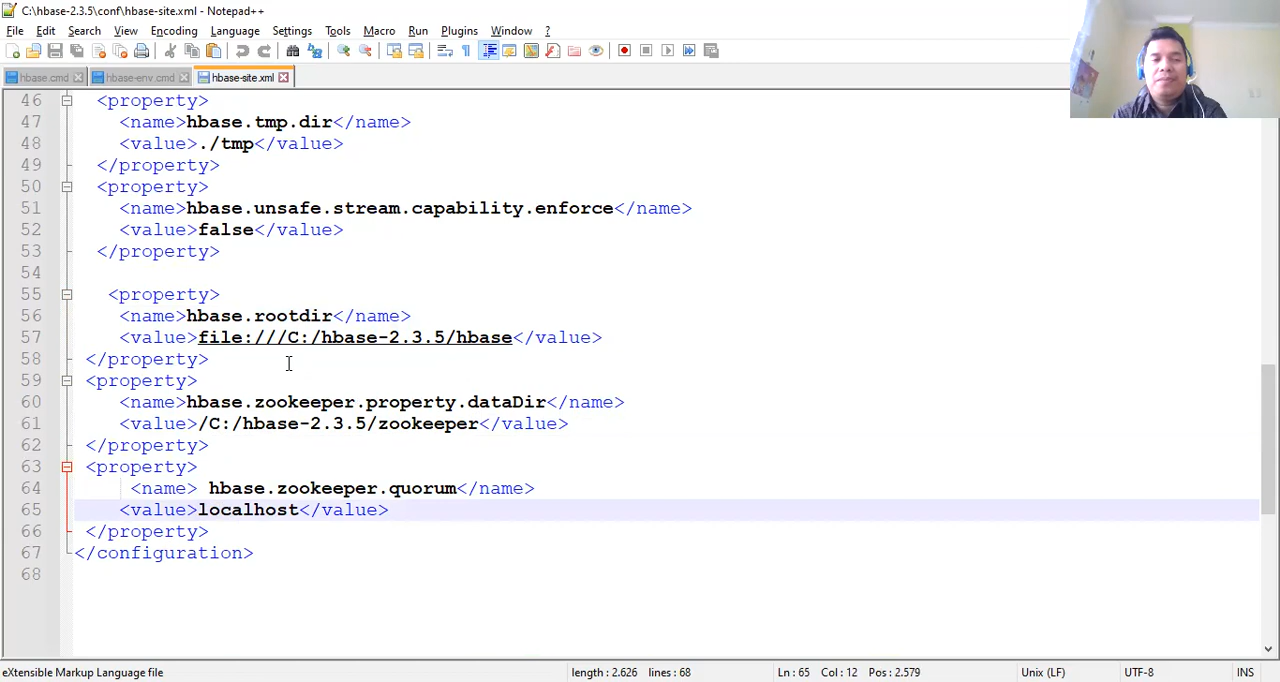 C:\hbase-2.3.5\conf\hbase-site.xml - Notepad++
File Edit Search View Encoding Language Settings Tools Macro Run Plugins Window ?
hbase.cmd hbase-env.cmd hbase-site.xml
46 <property>
47 <name>hbase.tmp.dir</name>
48 <value>./tmp</value>
49 </property>
50 <property>
51 <name>hbase.unsafe.stream.capability.enforce</name>
52 <value>false</value>
53 </property>
54
55 <property>
56 <name>hbase.rootdir</name>
57 <value>file:///C:/hbase-2.3.5/hbase</value>
58 </property>
59 <property>
60 <name>hbase.zookeeper.property.dataDir</name>
61 <value>/C:/hbase-2.3.5/zookeeper</value>
62 </property>
63 <property>
64 <name> hbase.zookeeper.quorum</name>
65 <value>localhost</value>
66 </property>
67 </configuration>
68
eXtensible Markup Language file length : 2.626 lines : 68 Ln : 65 Col : 12 Pos : 2.579 Unix (LF) UTF-8 INS